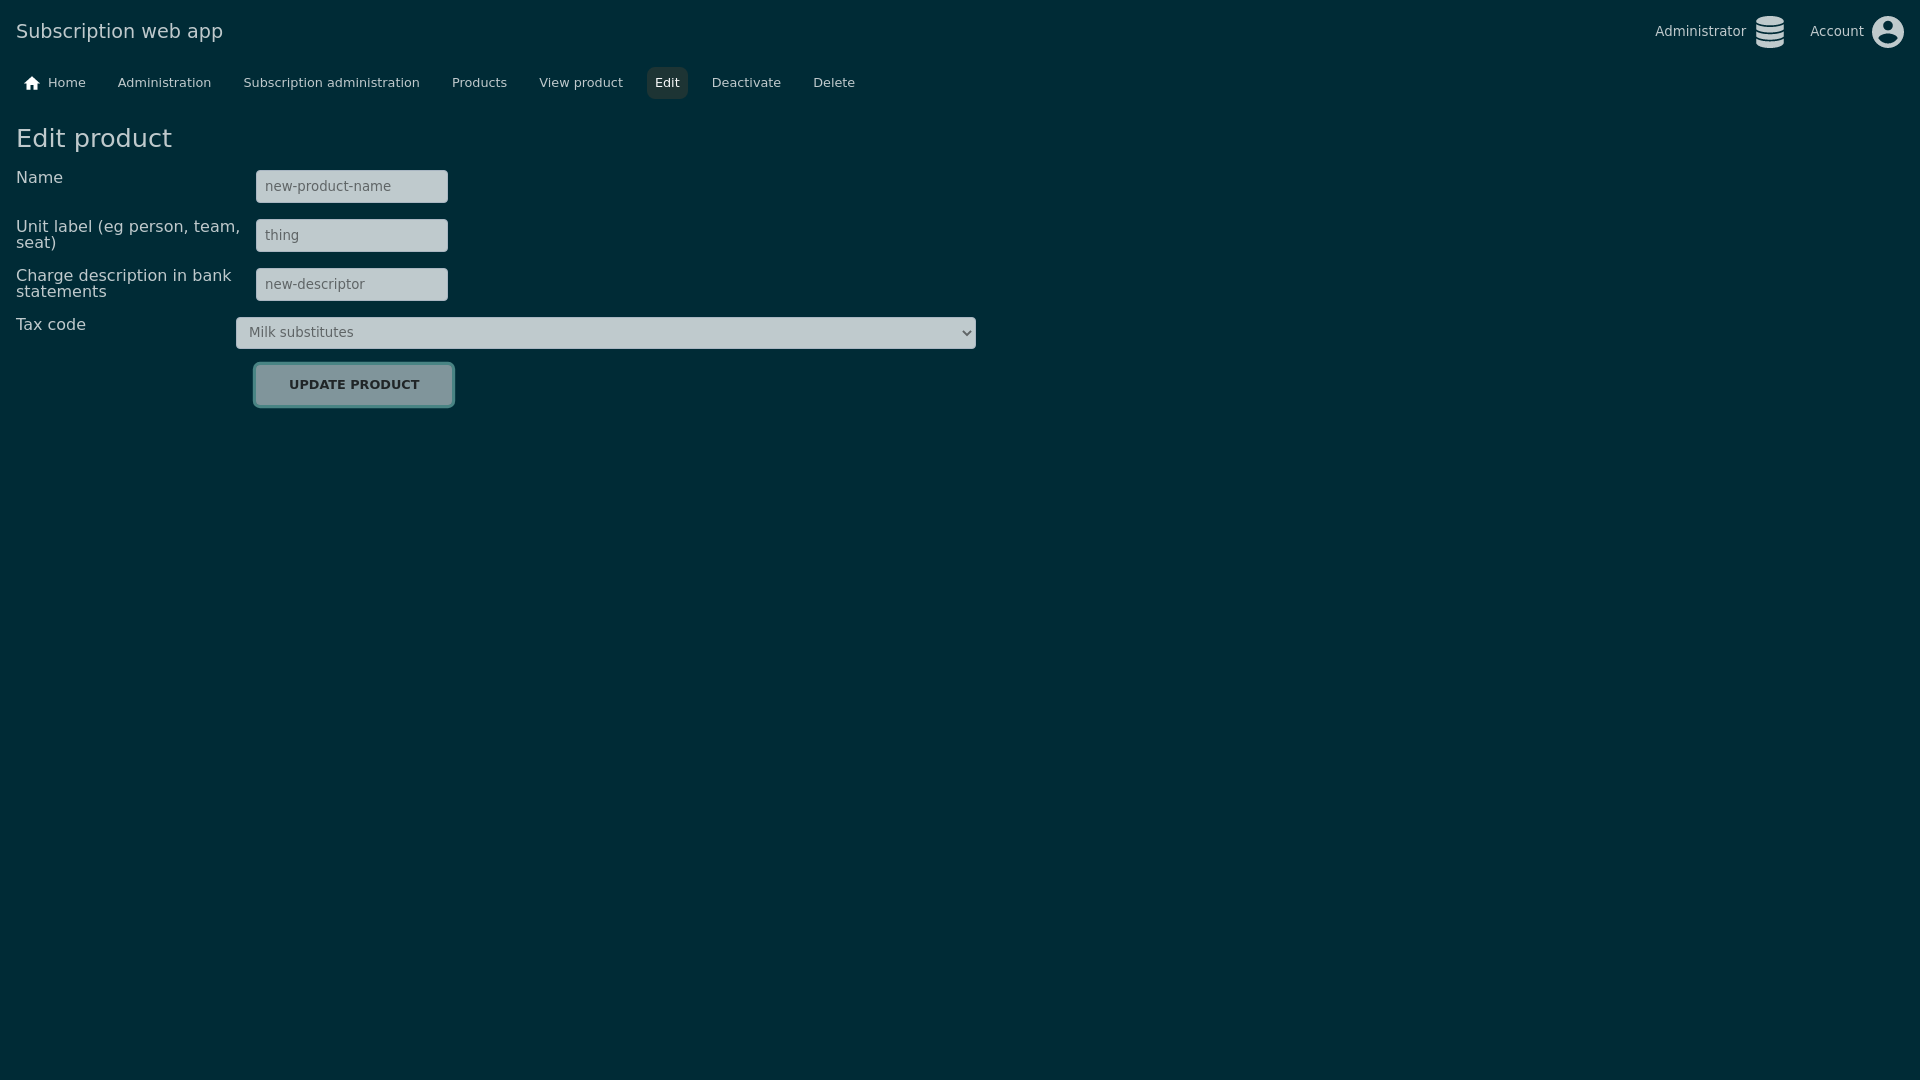 Subscription web app
Administrator
Account
Home
Administration
Subscription administration
Products
View product
Edit
Deactivate
Delete
Edit product
Name
new-product-name
Unit label (eg person, team,
seat)
thing
Charge description in bank
statements
new-descriptor
Tax code
Milk substitutes
UPDATE PRODUCT